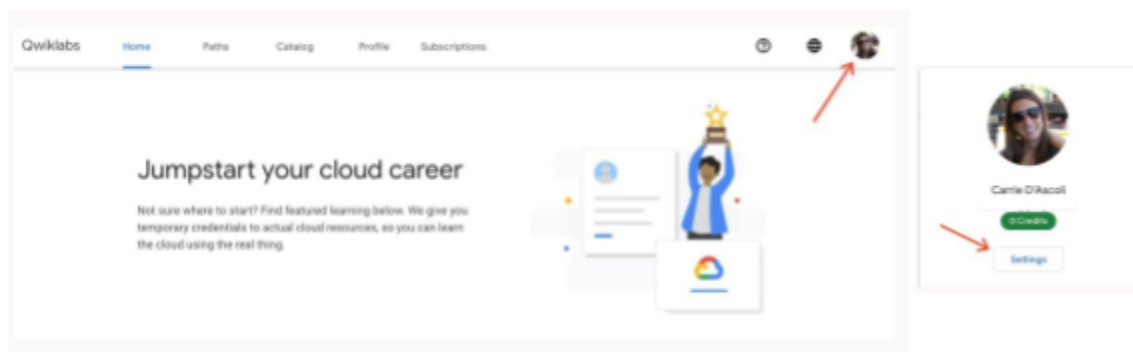 Qwiklabs Home Paths Catalog Profile Subscriptions
Jumpstart your cloud career
Not sure where to start? Find featured learning below. We give you
temporary credentials to actual cloud resources, so you can learn
the cloud using the real thing.
Carrie D'Ascoli
0 Credits
Settings